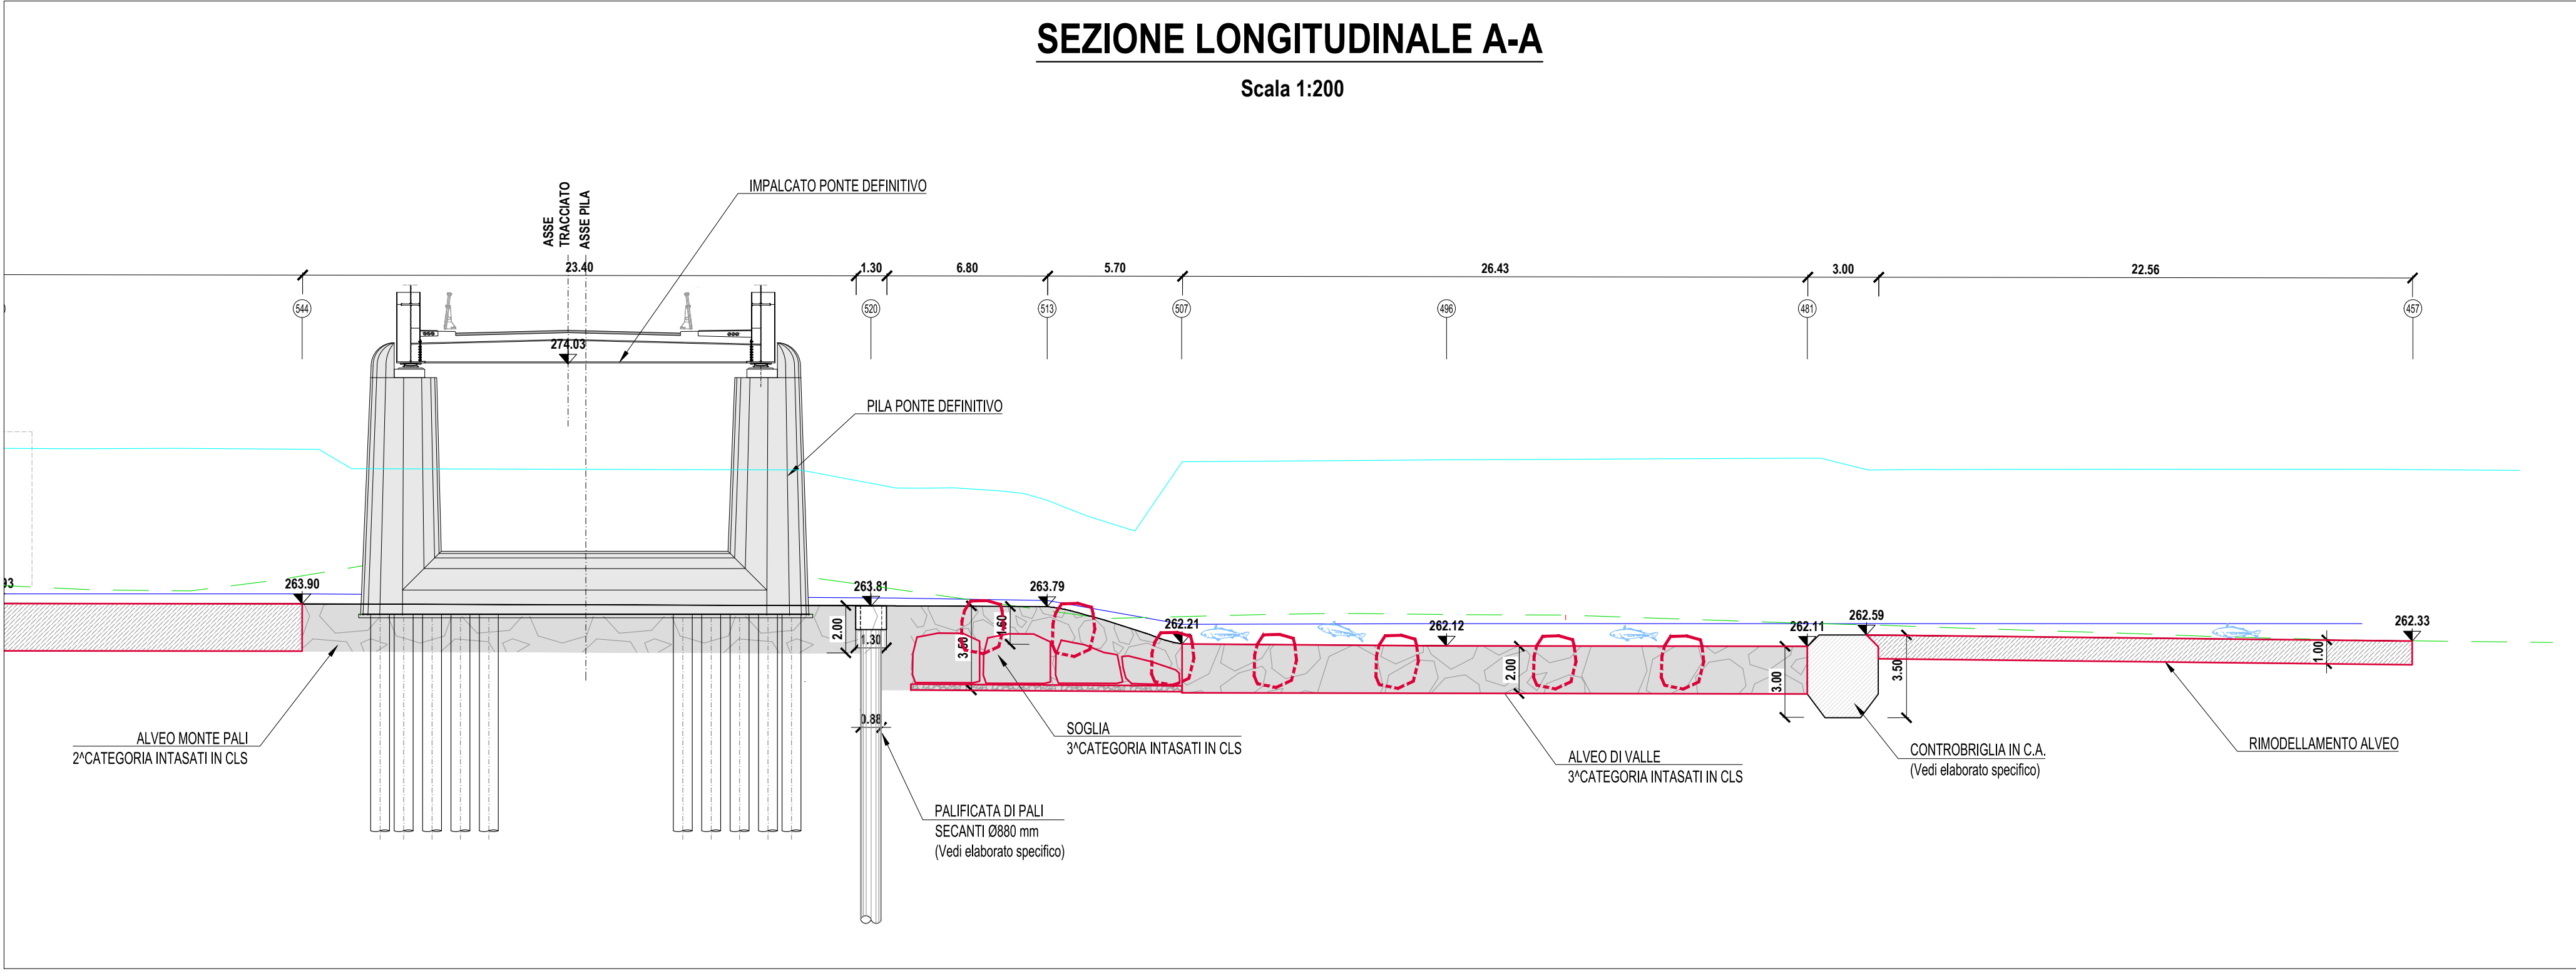 SEZIONE LONGITUDINALE A-A
Scala 1:200
IMPALCATO PONTE DEFINITIVO
ASSE
TRACCIATO
ASSE PILA
23.40
1.30
6.80
5.70
26.43
3.00
22.56
544
520
513
507
496
481
457
274.03
PILA PONTE DEFINITIVO
93
263.90
263.81
263.79
262.21
262.12
262.11
262.59
262.33
2.00
1.30
3.50
1.60
2.00
3.00
3.50
1.00
0.88
ALVEO MONTE PALI
2^CATEGORIA INTASATI IN CLS
SOGLIA
3^CATEGORIA INTASATI IN CLS
ALVEO DI VALLE
3^CATEGORIA INTASATI IN CLS
CONTROBRIGLIA IN C.A.
(Vedi elaborato specifico)
RIMODELLAMENTO ALVEO
PALIFICATA DI PALI
SECANTI Ø880 mm
(Vedi elaborato specifico)